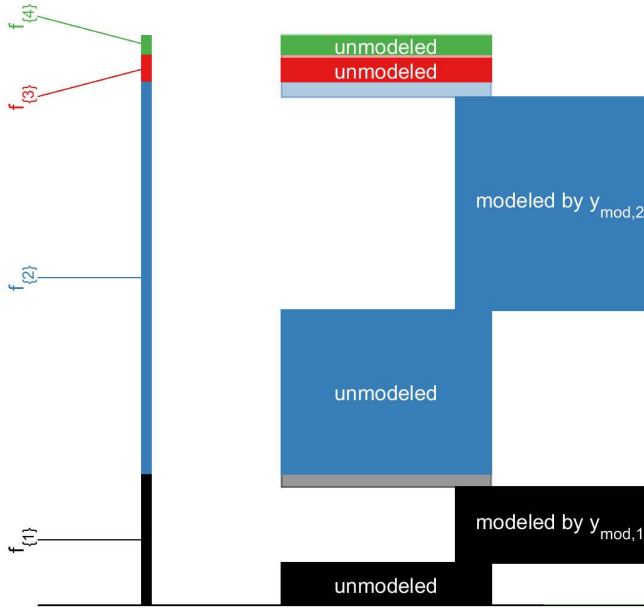 f{4}
unmodeled
f{3}
unmodeled
modeled by ymod,2
f{2}
unmodeled
modeled by ymod,1
f{1}
unmodeled